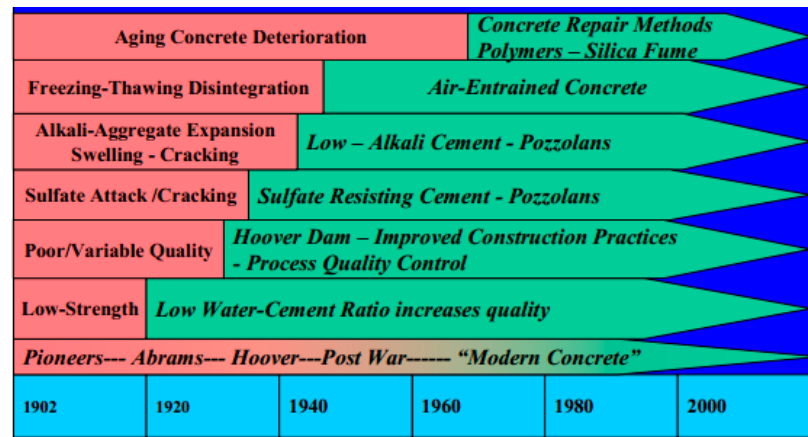 Aging Concrete Deterioration
Concrete Repair Methods
Polymers – Silica Fume
Freezing-Thawing Disintegration
Air-Entrained Concrete
Alkali-Aggregate Expansion
Swelling - Cracking
Low – Alkali Cement - Pozzolans
Sulfate Attack /Cracking
Sulfate Resisting Cement - Pozzolans
Poor/Variable Quality
Hoover Dam – Improved Construction Practices
- Process Quality Control
Low-Strength
Low Water-Cement Ratio increases quality
Pioneers--- Abrams--- Hoover---Post War------ “Modern Concrete”
1902 1920 1940 1960 1980 2000